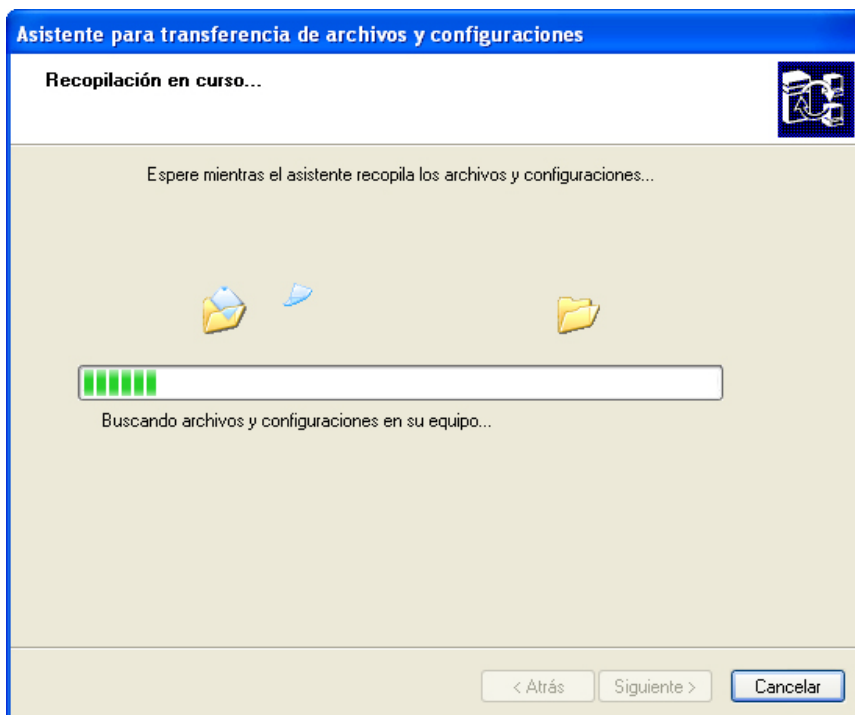 Asistente para transferencia de archivos y configuraciones
Recopilación en curso...
Espere mientras el asistente recopila los archivos y configuraciones...
Buscando archivos y configuraciones en su equipo...
< Atrás
Siguiente >
Cancelar